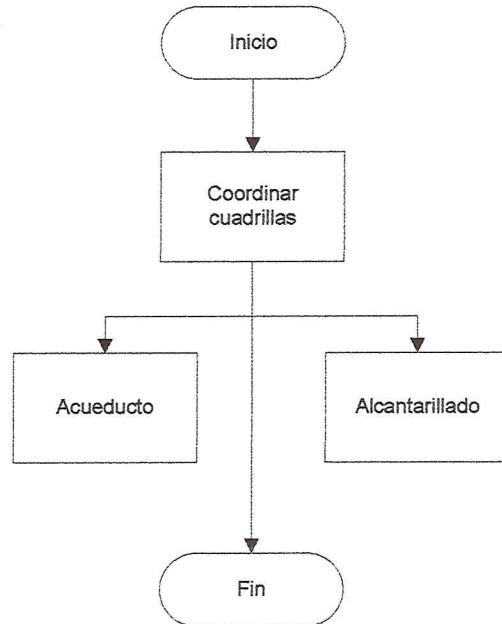 Inicio
Coordinar
cuadrillas
Acueducto
Alcantarillado
Fin